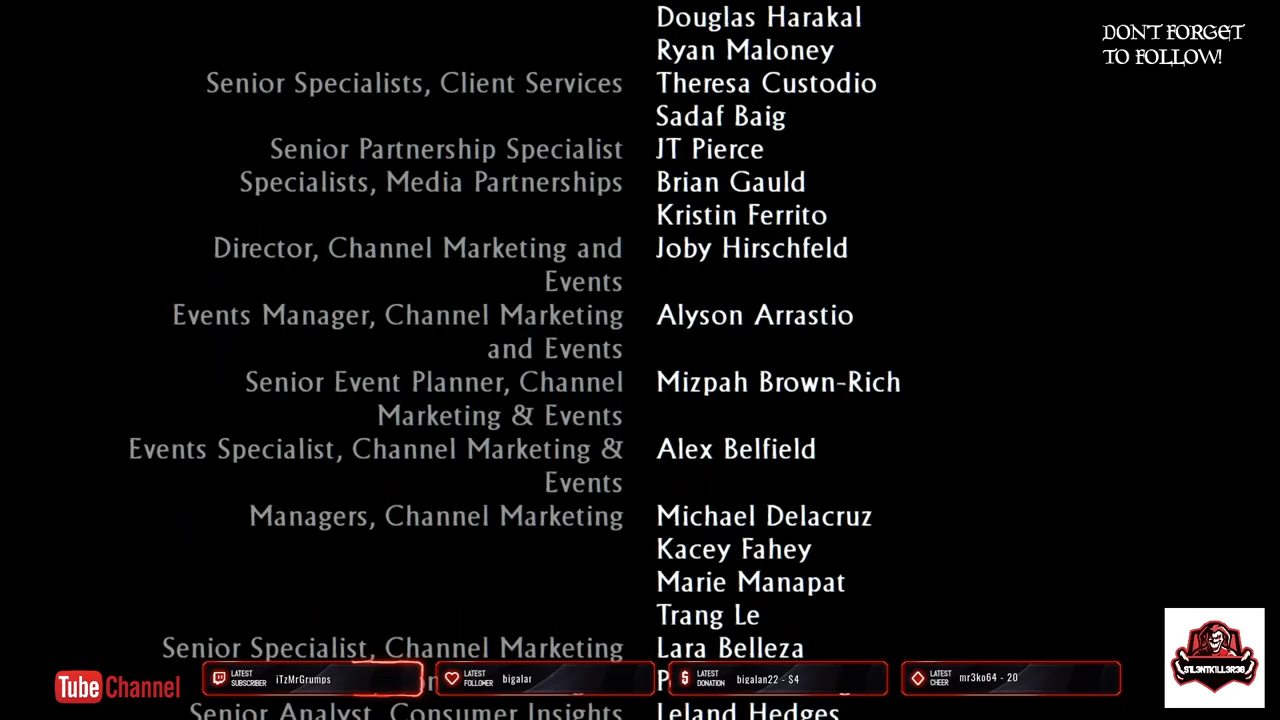 Douglas Harakal
Ryan Maloney
DON'T FORGET
TO FOLLOW!
Senior Specialists, Client Services Theresa Custodio
Sadaf Baig
Senior Partnership Specialist JT Pierce
Specialists, Media Partnerships Brian Gauld
Kristin Ferrito
Director, Channel Marketing and Joby Hirschfeld
Events
Events Manager, Channel Marketing Alyson Arrastio
and Events
Senior Event Planner, Channel Mizpah Brown-Rich
Marketing & Events
Events Specialist, Channel Marketing & Alex Belfield
Events
Managers, Channel Marketing Michael Delacruz
Kacey Fahey
Marie Manapat
Trang Le
Senior Specialist, Channel Marketing Lara Belleza
YouTube Channel
LATEST SUBSCRIBER iTzMrGrumps
LATEST FOLLOWER bigalar
LATEST DONATION bigalan22 - $4
LATEST CHEER mr3ko64 - 20
S1L3NTK1LL3R38
Senior Analyst, Consumer Insights Leland Hedges